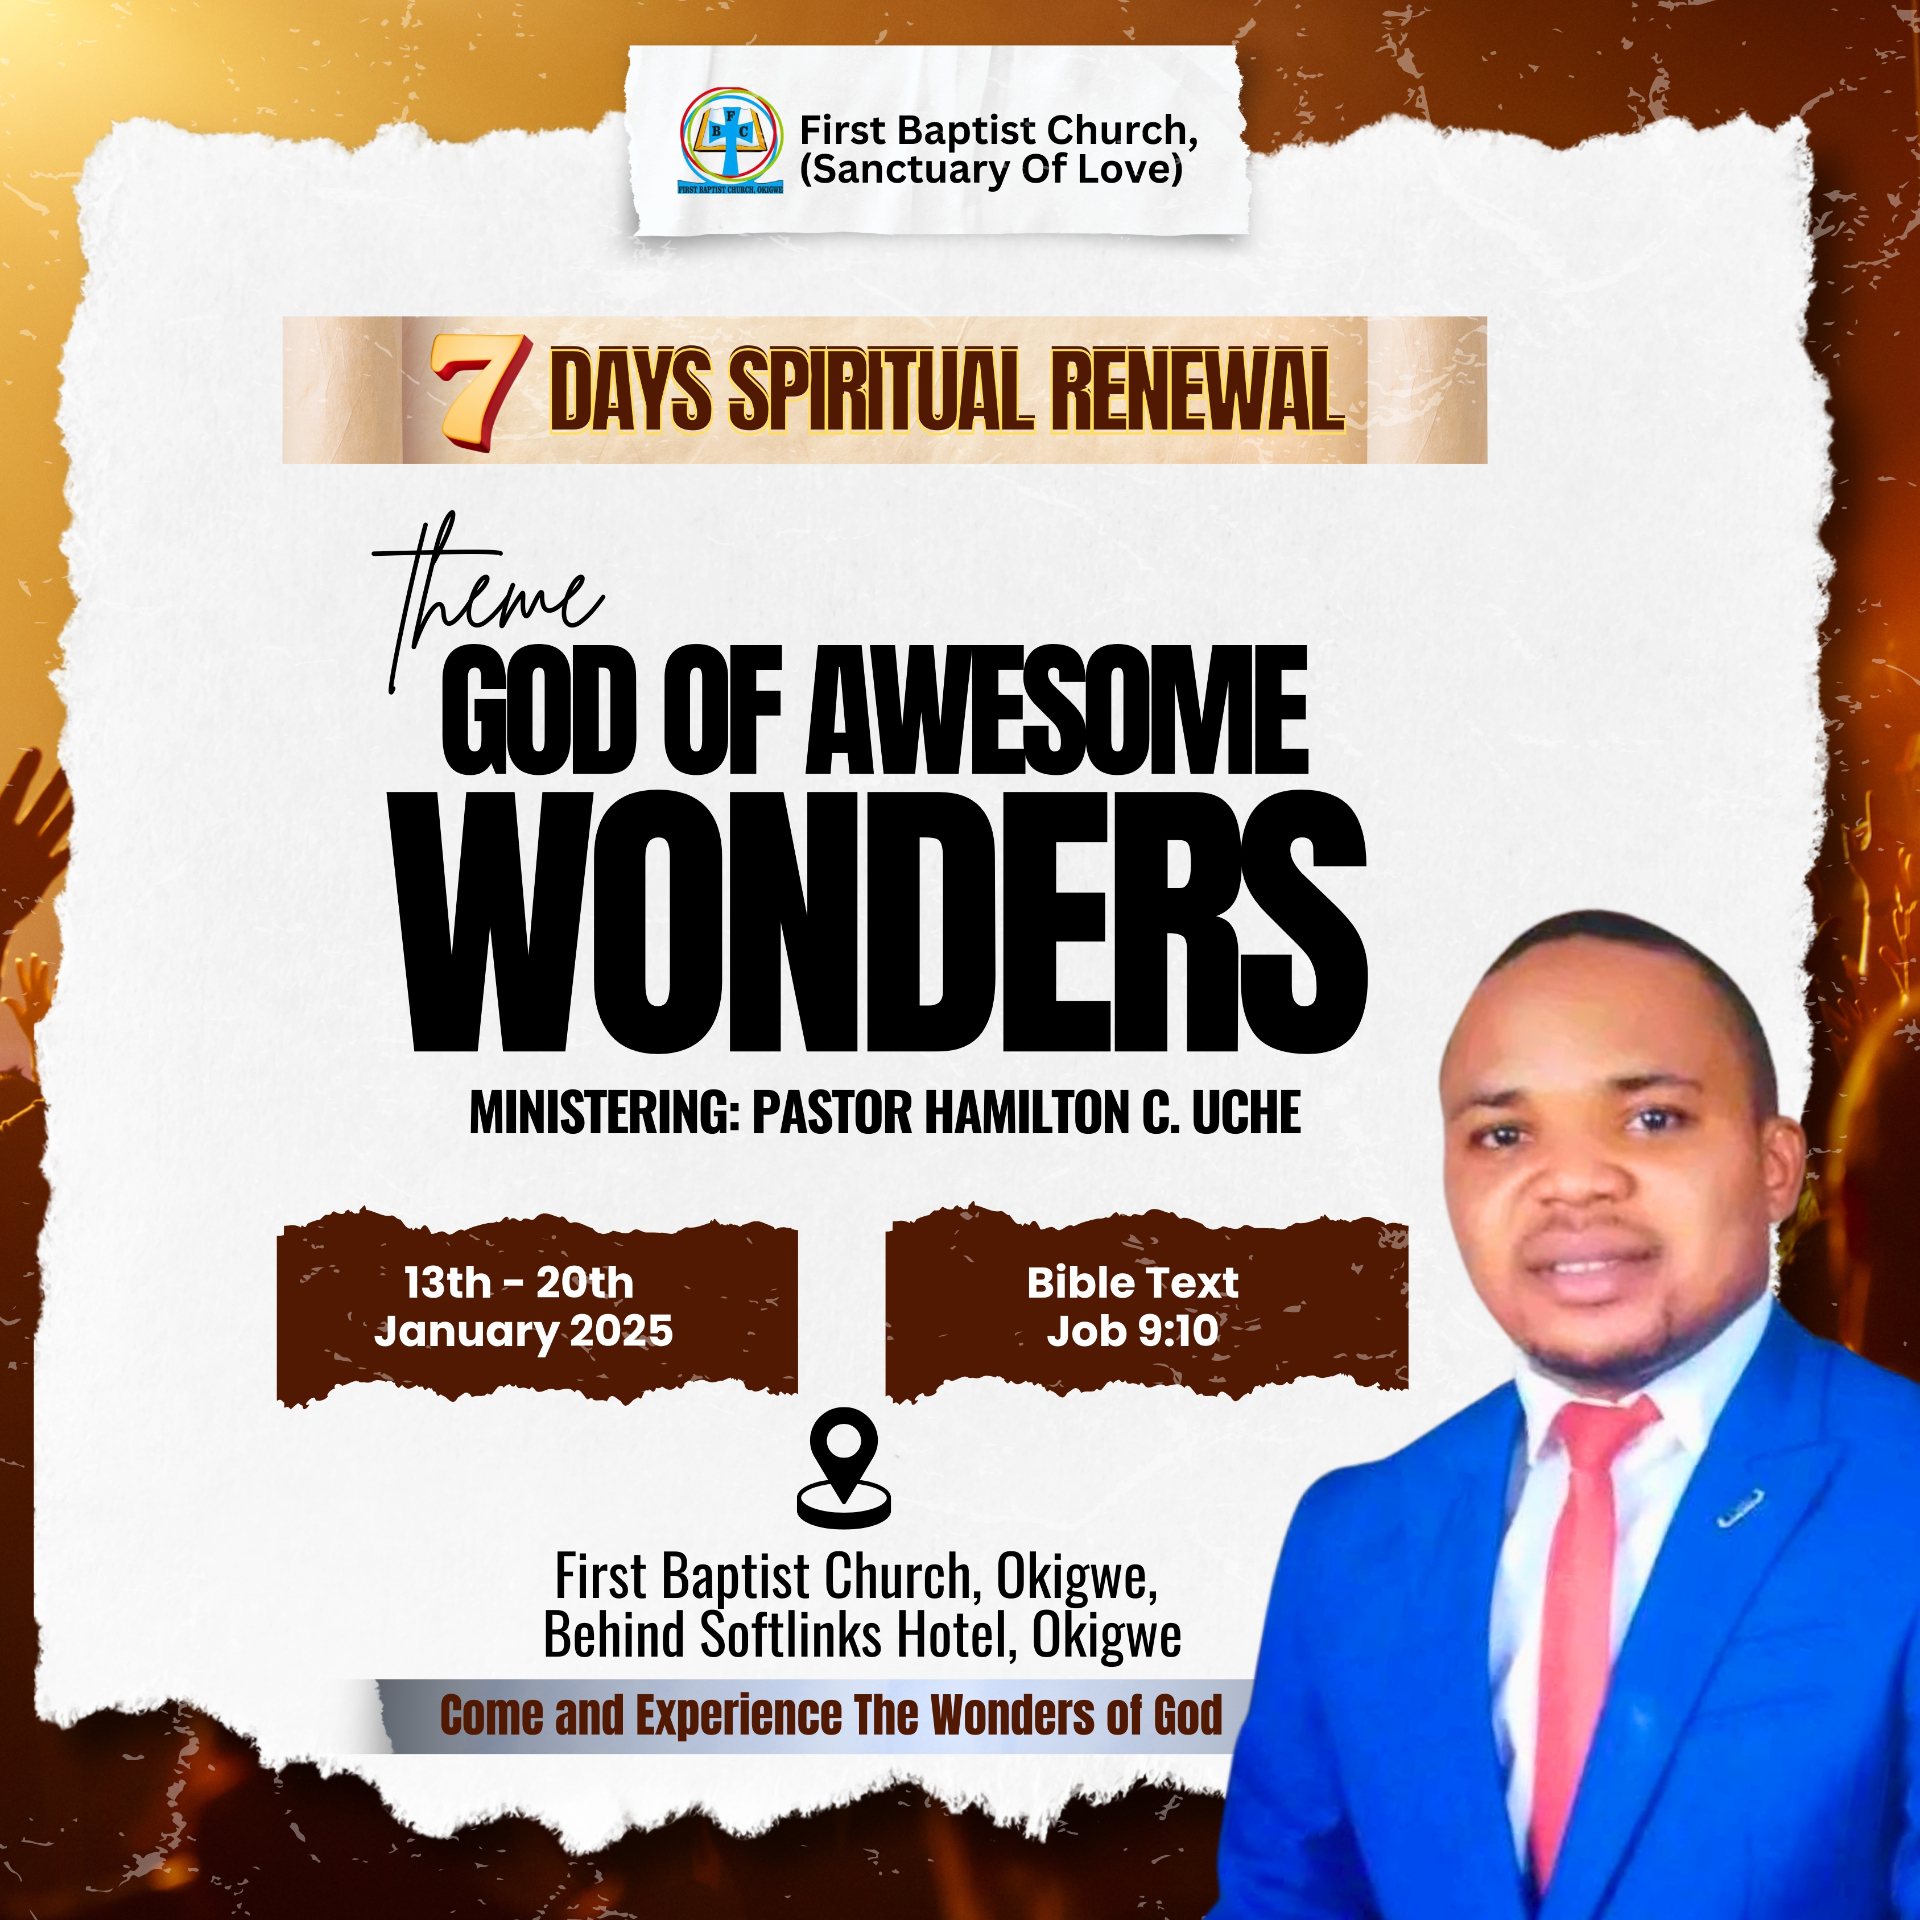 F
B C
FIRST BAPTIST CHURCH, OKIGWE
First Baptist Church,
(Sanctuary Of Love)
7 DAYS SPIRITUAL RENEWAL
theme
GOD OF AWESOME
WONDERS
MINISTERING: PASTOR HAMILTON C. UCHE
13th - 20th
January 2025
Bible Text
Job 9:10
First Baptist Church, Okigwe,
Behind Softlinks Hotel, Okigwe
Come and Experience The Wonders of God